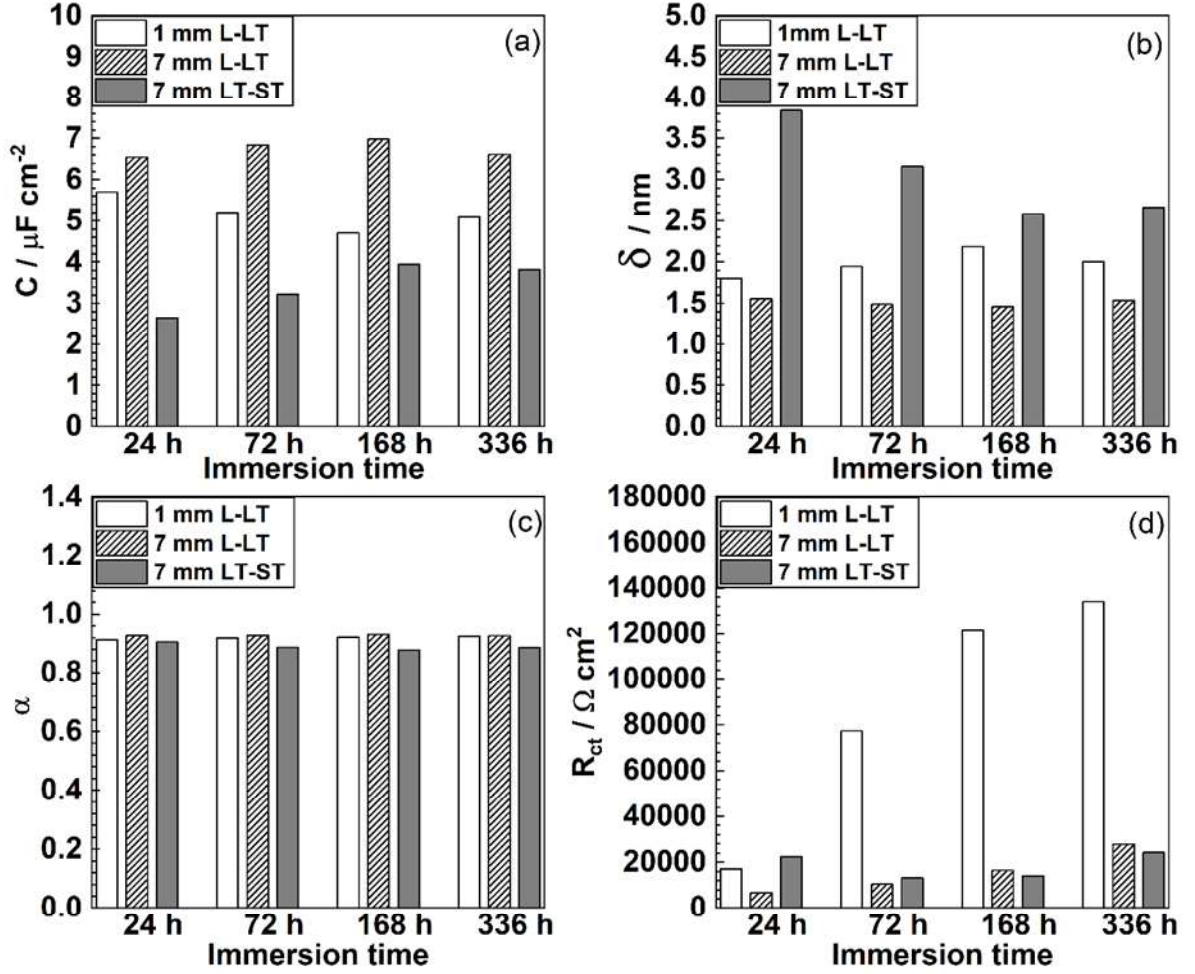 (a)
1 mm L-LT
7 mm L-LT
7 mm LT-ST
C / μF cm⁻²
10
9
8
7
6
5
4
3
2
1
0
24 h 72 h 168 h 336 h
Immersion time
(b)
1mm L-LT
7 mm L-LT
7 mm LT-ST
δ / nm
5.0
4.5
4.0
3.5
3.0
2.5
2.0
1.5
1.0
0.5
0.0
24 h 72 h 168 h 336 h
Immersion time
(c)
1 mm L-LT
7 mm L-LT
7 mm LT-ST
α
1.4
1.2
1.0
0.8
0.6
0.4
0.2
0.0
24 h 72 h 168 h 336 h
Immersion time
(d)
1 mm L-LT
7 mm L-LT
7 mm LT-ST
R_ct / Ω cm²
180000
160000
140000
120000
100000
80000
60000
40000
20000
0
24 h 72 h 168 h 336 h
Immersion time